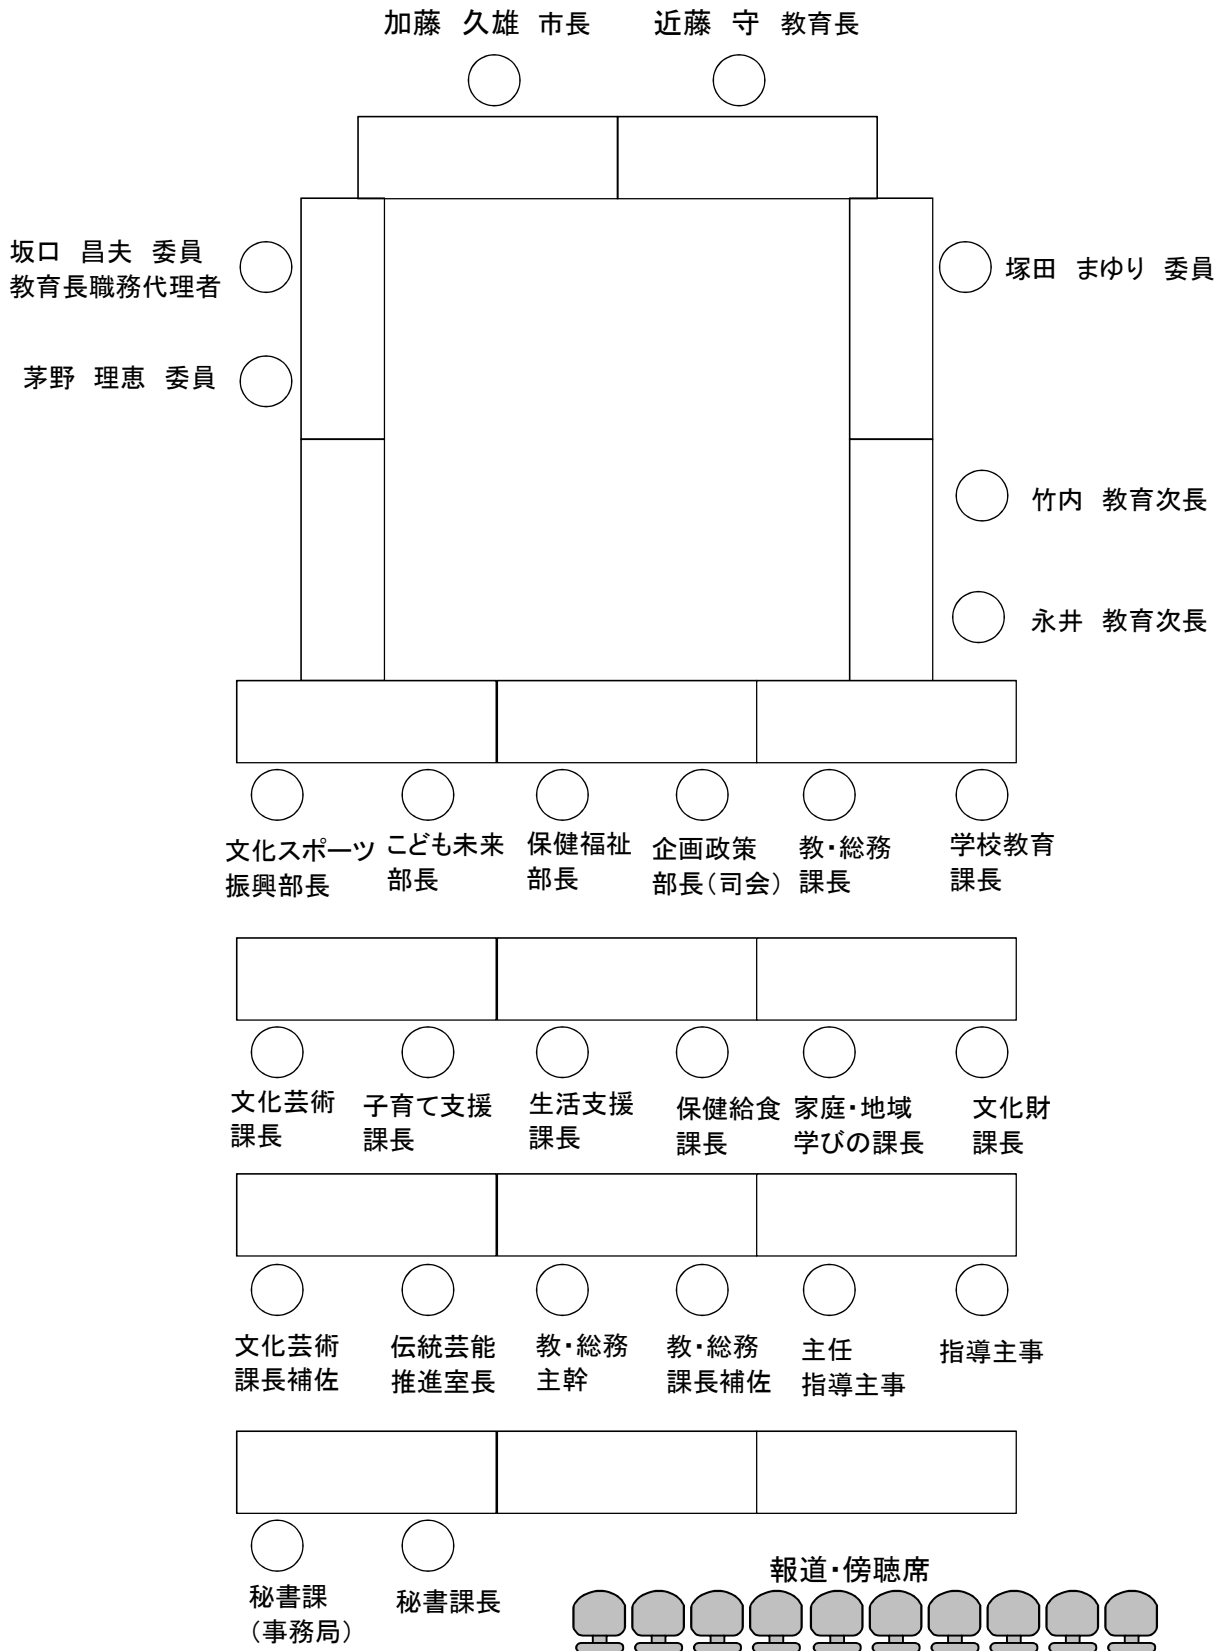 加藤　久雄 市長
近藤　守 教育長
坂口　昌夫　委員
教育長職務代理者
塚田　まゆり　委員
茅野　理恵　委員
竹内　教育次長
永井　教育次長
文化スポーツ
振興部長
こども未来
部長
保健福祉
部長
企画政策
部長（司会）
教・総務
課長
学校教育
課長
文化芸術
課長
子育て支援
課長
生活支援
課長
保健給食
課長
家庭・地域
学びの課長
文化財
課長
文化芸術
課長補佐
伝統芸能
推進室長
教・総務
主幹
教・総務
課長補佐
主任
指導主事
指導主事
秘書課
（事務局）
秘書課長
報道・傍聴席